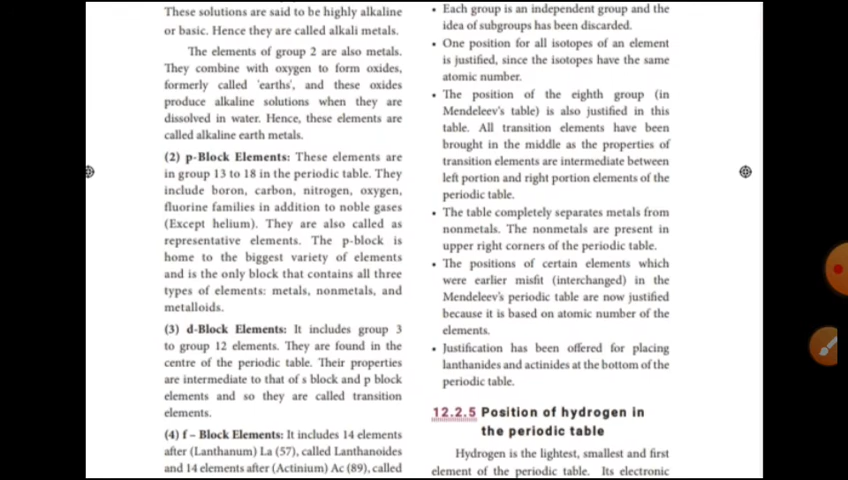 These solutions are said to be highly alkaline
or basic. Hence they are called alkali metals.
The elements of group 2 are also metals.
They combine with oxygen to form oxides,
formerly called 'earths', and these oxides
produce alkaline solutions when they are
dissolved in water. Hence, these elements are
called alkaline earth metals.
(2) p-Block Elements: These elements are
in group 13 to 18 in the periodic table. They
include boron, carbon, nitrogen, oxygen,
fluorine families in addition to noble gases
(Except helium). They are also called as
representative elements. The p-block is
home to the biggest variety of elements
and is the only block that contains all three
types of elements: metals, nonmetals, and
metalloids.
(3) d-Block Elements: It includes group 3
to group 12 elements. They are found in the
centre of the periodic table. Their properties
are intermediate to that of s block and p block
elements and so they are called transition
elements.
(4) f – Block Elements: It includes 14 elements
after (Lanthanum) La (57), called Lanthanoides
and 14 elements after (Actinium) Ac (89), called
• Each group is an independent group and the
idea of subgroups has been discarded.
• One position for all isotopes of an element
is justified, since the isotopes have the same
atomic number.
• The position of the eighth group (in
Mendeleev's table) is also justified in this
table. All transition elements have been
brought in the middle as the properties of
transition elements are intermediate between
left portion and right portion elements of the
periodic table.
• The table completely separates metals from
nonmetals. The nonmetals are present in
upper right corners of the periodic table.
• The positions of certain elements which
were earlier misfit (interchanged) in the
Mendeleev's periodic table are now justified
because it is based on atomic number of the
elements.
• Justification has been offered for placing
lanthanides and actinides at the bottom of the
periodic table.
12.2.5 Position of hydrogen in
the periodic table
Hydrogen is the lightest, smallest and first
element of the periodic table. Its electronic